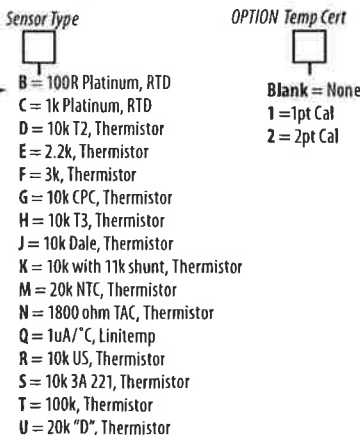 Sensor Type
OPTION Temp Cert
B = 100R Platinum, RTD
C = 1k Platinum, RTD
D = 10k T2, Thermistor
E = 2.2k, Thermistor
F = 3k, Thermistor
G = 10k CPC, Thermistor
H = 10k T3, Thermistor
J = 10k Dale, Thermistor
K = 10k with 11k shunt, Thermistor
M = 20k NTC, Thermistor
N = 1800 ohm TAC, Thermistor
Q = 1uA/°C, Linitemp
R = 10k US, Thermistor
S = 10k 3A 221, Thermistor
T = 100k, Thermistor
U = 20k "D", Thermistor
Blank = None
1 =1pt Cal
2 = 2pt Cal